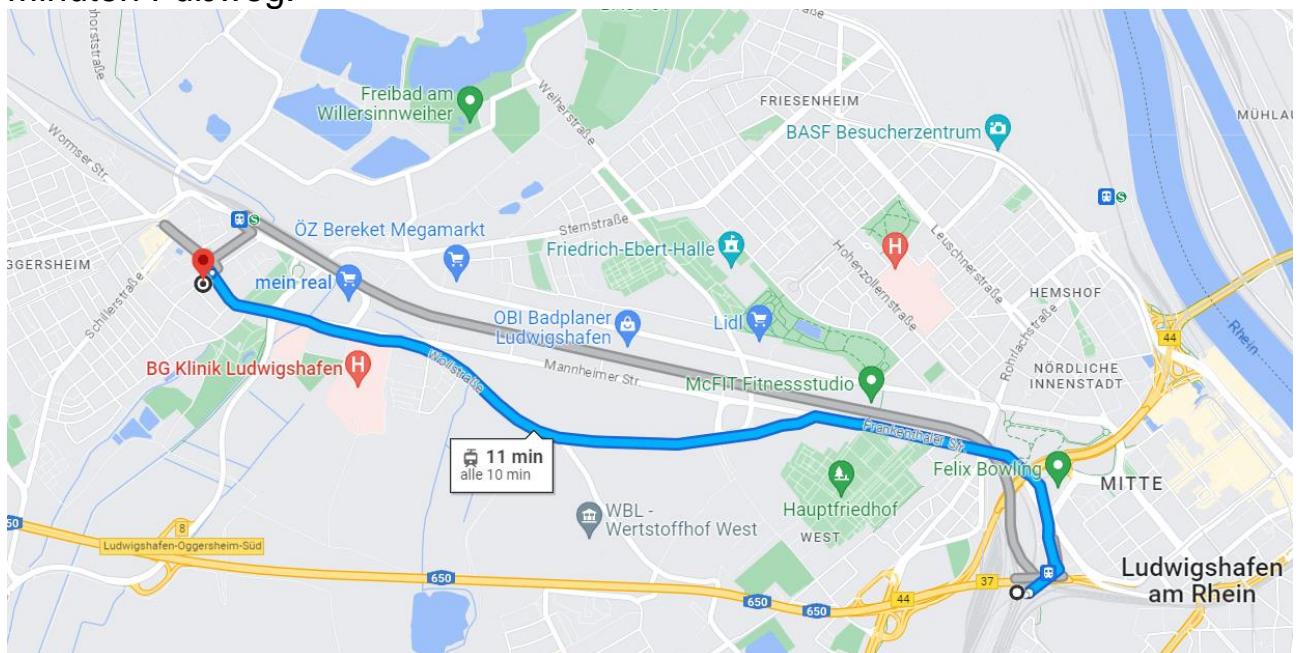 Minuten Fußweg.
Freibad am
Willersinnweiher
Weiherstraße
FRIESENHEIM
BASF Besucherzentrum
MÜHLAU
Wormser Str.
ÖZ Bereket Megamarkt
Sternstraße
Friedrich-Ebert-Halle
Hohenzollernstraße
Leuschnerstraße
H
GGERSHEIM
Schillerstraße
mein real
OBI Badplaner
Ludwigshafen
Lidl
HEMSHOF
Rohrlachstraße
Rhein
44
BG Klinik Ludwigshafen
H
Wollstraße
Mannheimer Str.
McFIT Fitnessstudio
NÖRDLICHE
INNENSTADT
Frankenthaler Str.
11 min
alle 10 min
Felix Bowling
MITTE
Hauptfriedhof
WBL -
Wertstoffhof West
WEST
50
8
Ludwigshafen-Oggersheim-Süd
650
650
44
37
650
Ludwigshafen
am Rhein